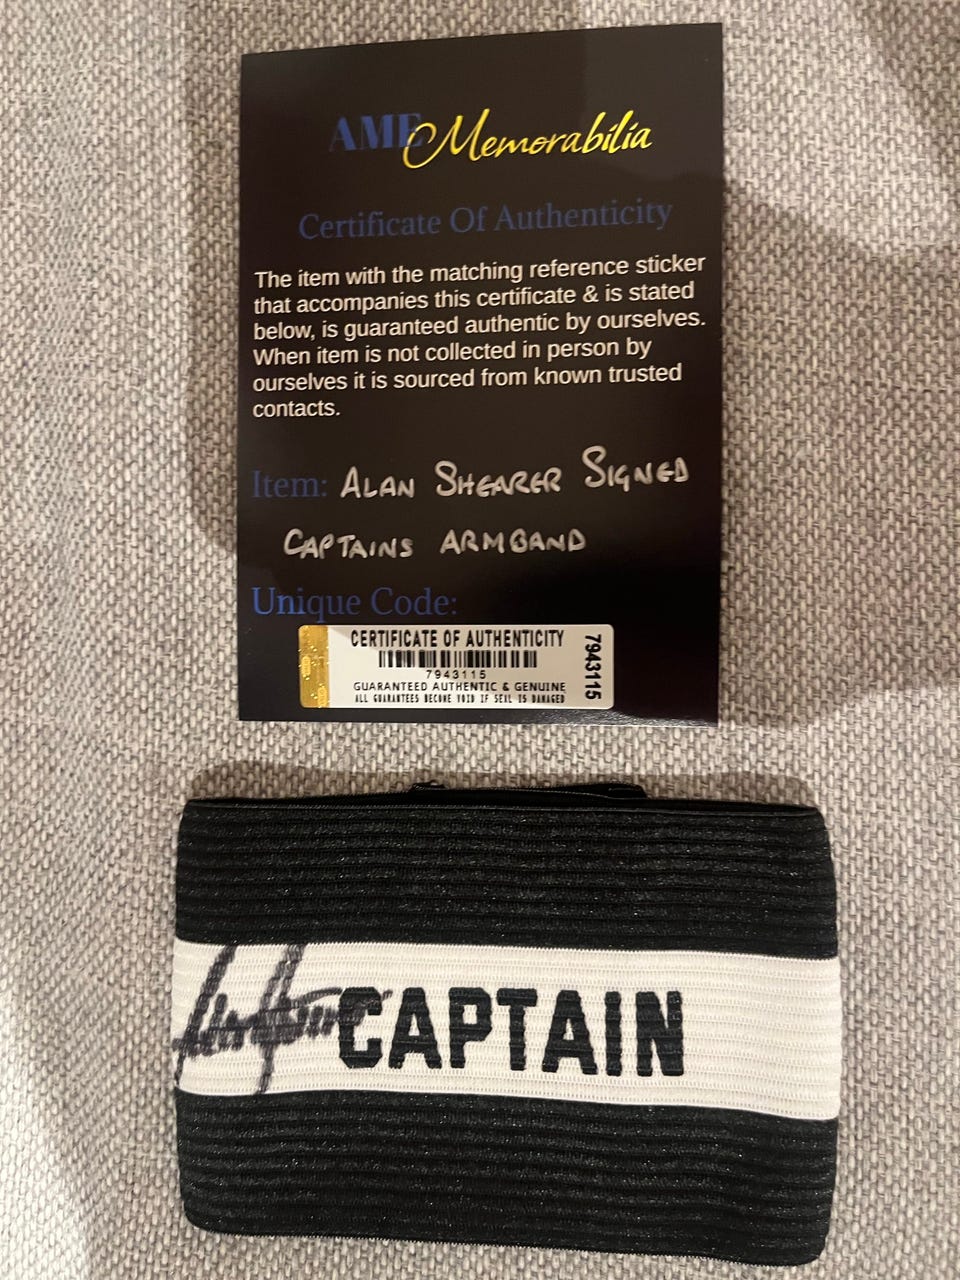 AME Memorabilia
Certificate Of Authenticity
The item with the matching reference sticker
that accompanies this certificate & is stated
below, is guaranteed authentic by ourselves.
When item is not collected in person by
ourselves it is sourced from known trusted
contacts.
Item: ALAN SHEARER SIGNED
CAPTAINS ARMBAND
Unique Code:
CERTIFICATE OF AUTHENTICITY
7943115
GUARANTEED AUTHENTIC & GENUINE
ALL GUARANTEES BECOME VOID IF SEAL IS DAMAGED
7943115
CAPTAIN